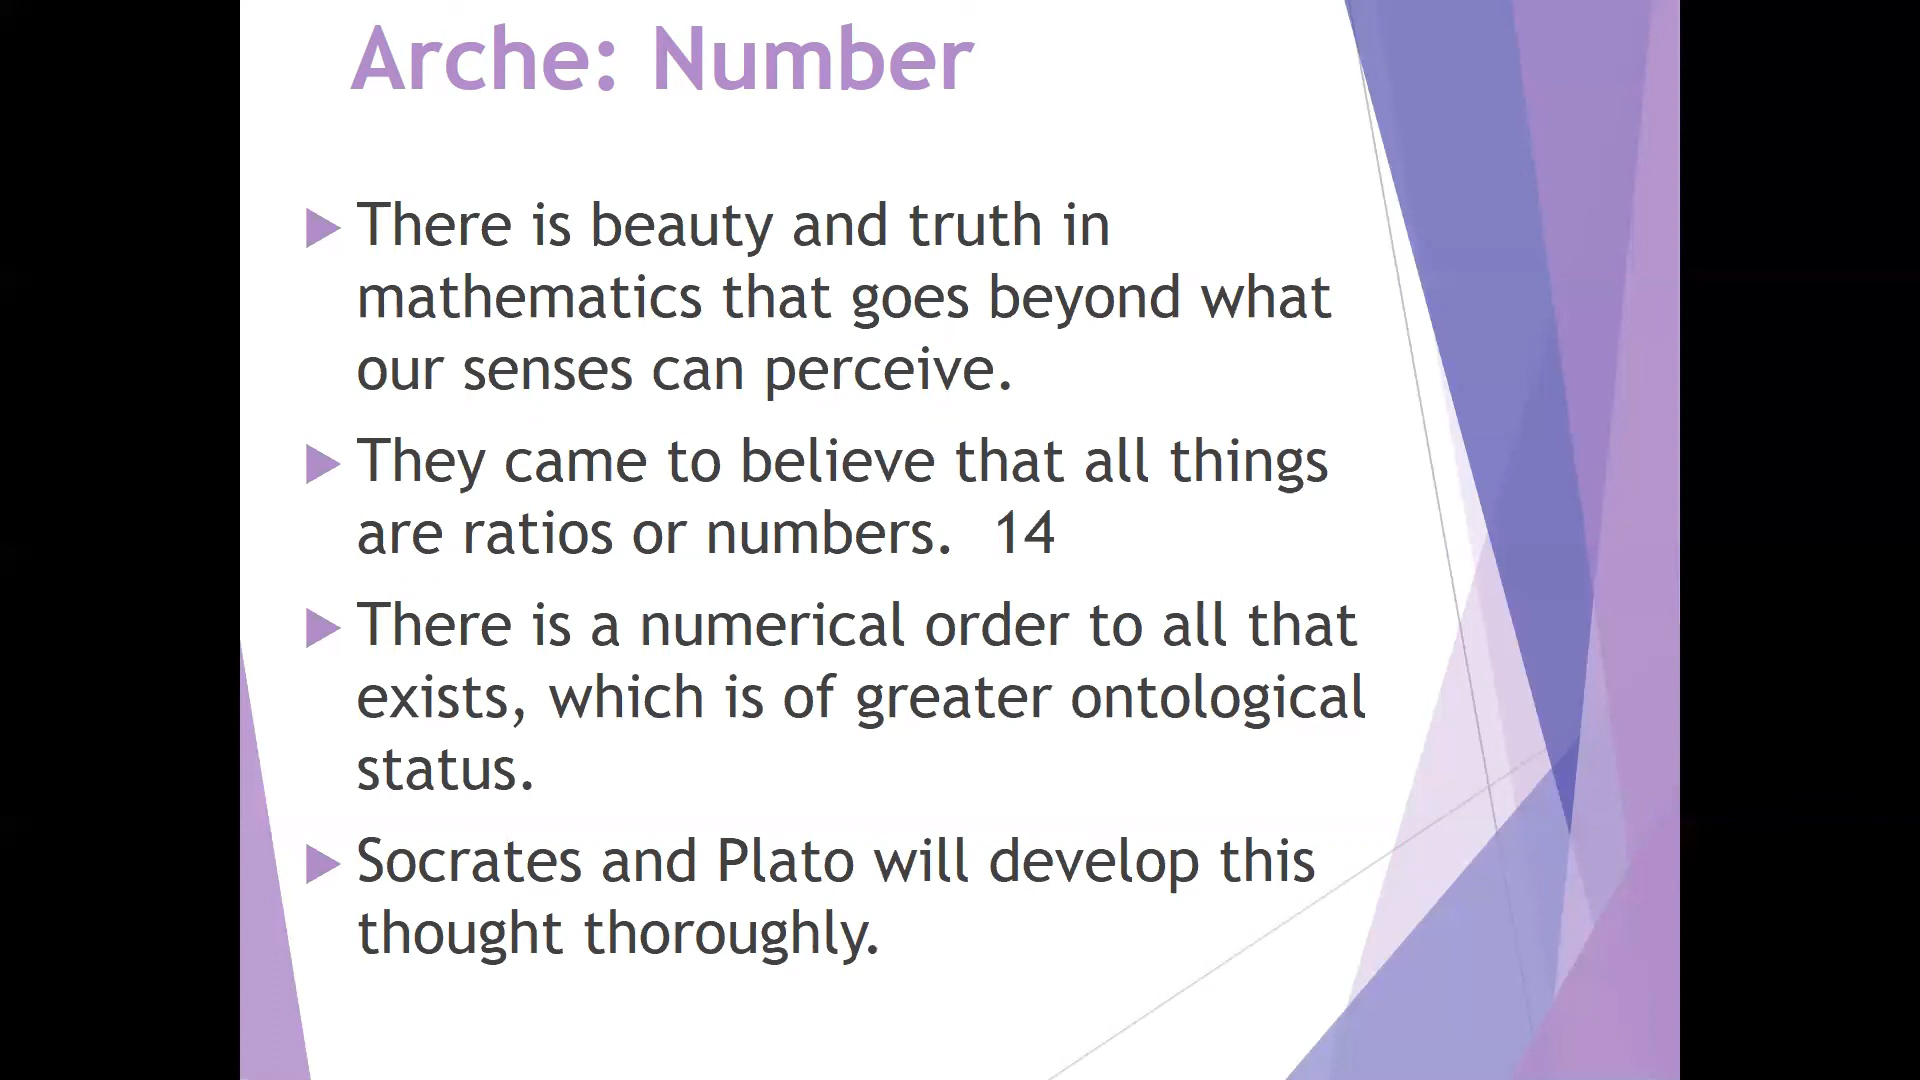 Arche: Number
There is beauty and truth in
mathematics that goes beyond what
our senses can perceive.
They came to believe that all things
are ratios or numbers.  14
There is a numerical order to all that
exists, which is of greater ontological
status.
Socrates and Plato will develop this
thought thoroughly.